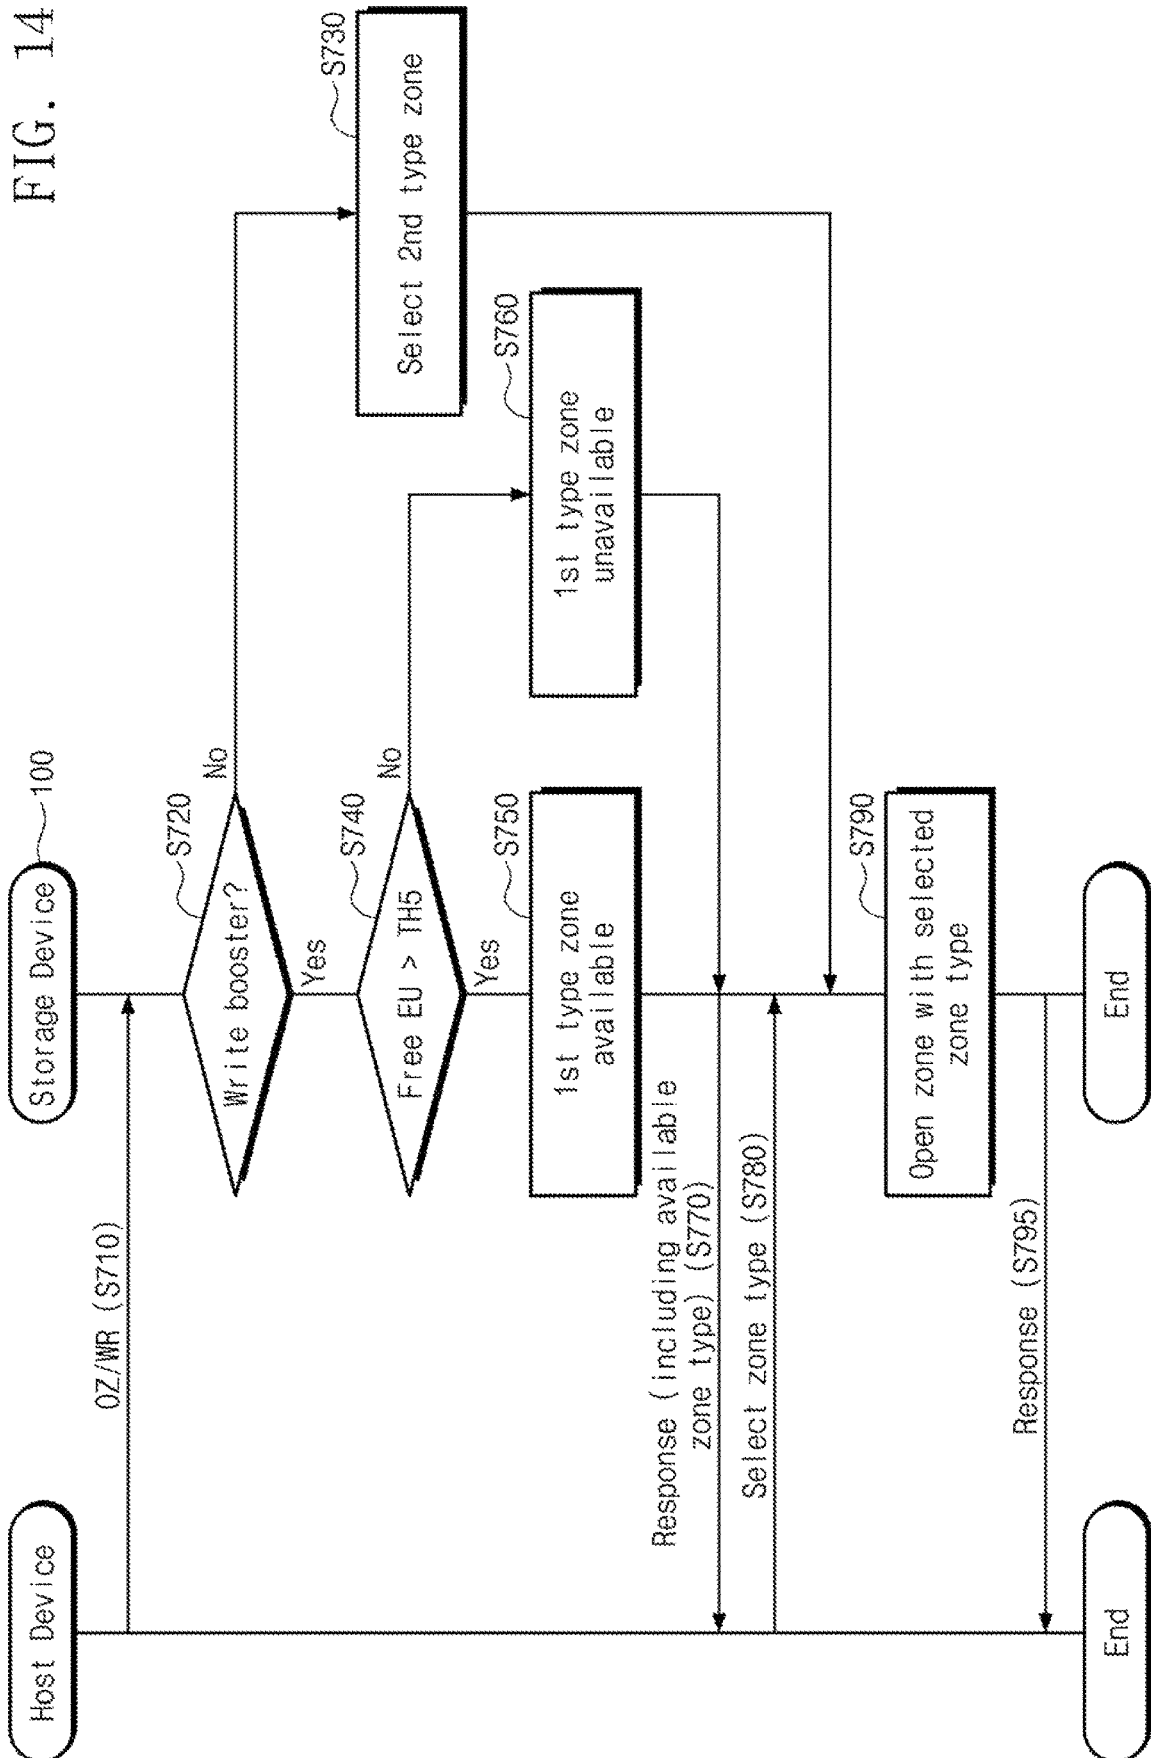 FIG. 14
Host Device
Storage Device
100
OZ/WR (S710)
S720
Write booster?
No
Yes
S730
Select 2nd type zone
S740
Free EU > TH5
No
Yes
S750
1st type zone
available
S760
1st type zone
unavailable
Response (including available
zone type) (S770)
Select zone type (S780)
S790
Open zone with selected
zone type
Response (S795)
End
End